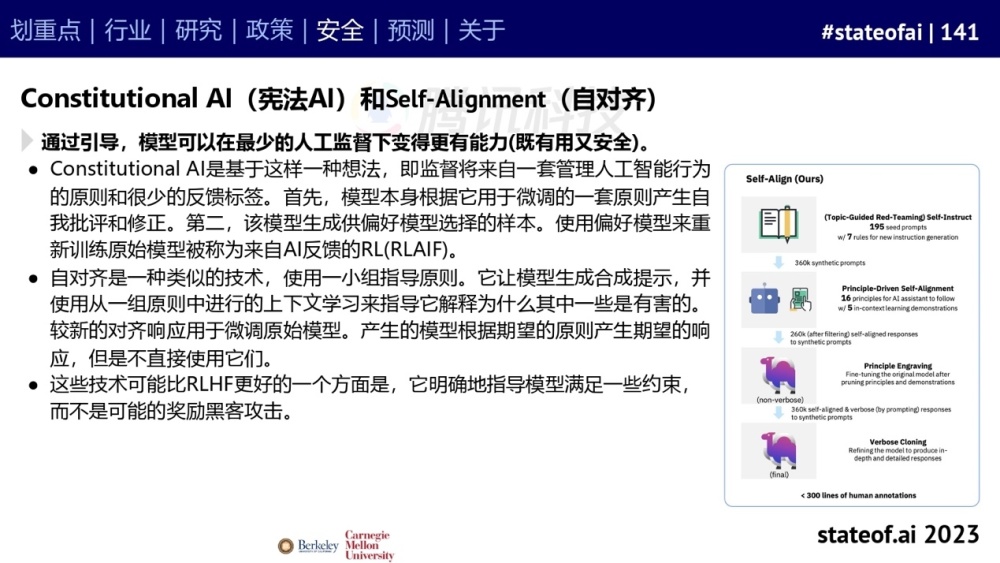 划重点 | 行业 | 研究 | 政策 | 安全 | 预测 | 关于
#stateofai | 141
腾讯科技
Constitutional AI（宪法AI）和Self-Alignment（自对齐）
通过引导，模型可以在最少的人工监督下变得更有能力(既有用又安全)。
● Constitutional AI是基于这样一种想法，即监督将来自一套管理人工智能行为
的原则和很少的反馈标签。首先，模型本身根据它用于微调的一套原则产生自
我批评和修正。第二，该模型生成供偏好模型选择的样本。使用偏好模型来重
新训练原始模型被称为来自AI反馈的RL(RLAIF)。
● 自对齐是一种类似的技术，使用一小组指导原则。它让模型生成合成提示，并
使用从一组原则中进行的上下文学习来指导它解释为什么其中一些是有害的。
较新的对齐响应用于微调原始模型。产生的模型根据期望的原则产生期望的响
应，但是不直接使用它们。
● 这些技术可能比RLHF更好的一个方面是，它明确地指导模型满足一些约束，
而不是可能的奖励黑客攻击。
Self-Align (Ours)
(Topic-Guided Red-Teaming) Self-Instruct
195 seed prompts
w/ 7 rules for new instruction generation
360k synthetic prompts
Principle-Driven Self-Alignment
16 principles for AI assistant to follow
w/ 5 in-context learning demonstrations
260k (after filtering) self-aligned responses
to synthetic prompts
Principle Engraving
Fine-tuning the original model after
pruning principles and demonstrations
(non-verbose)
360k self-aligned & verbose (by prompting) responses
to synthetic prompts
Verbose Cloning
Refining the model to produce in-
depth and detailed responses
(final)
< 300 lines of human annotations
Berkeley
Carnegie
Mellon
University
stateof.ai 2023